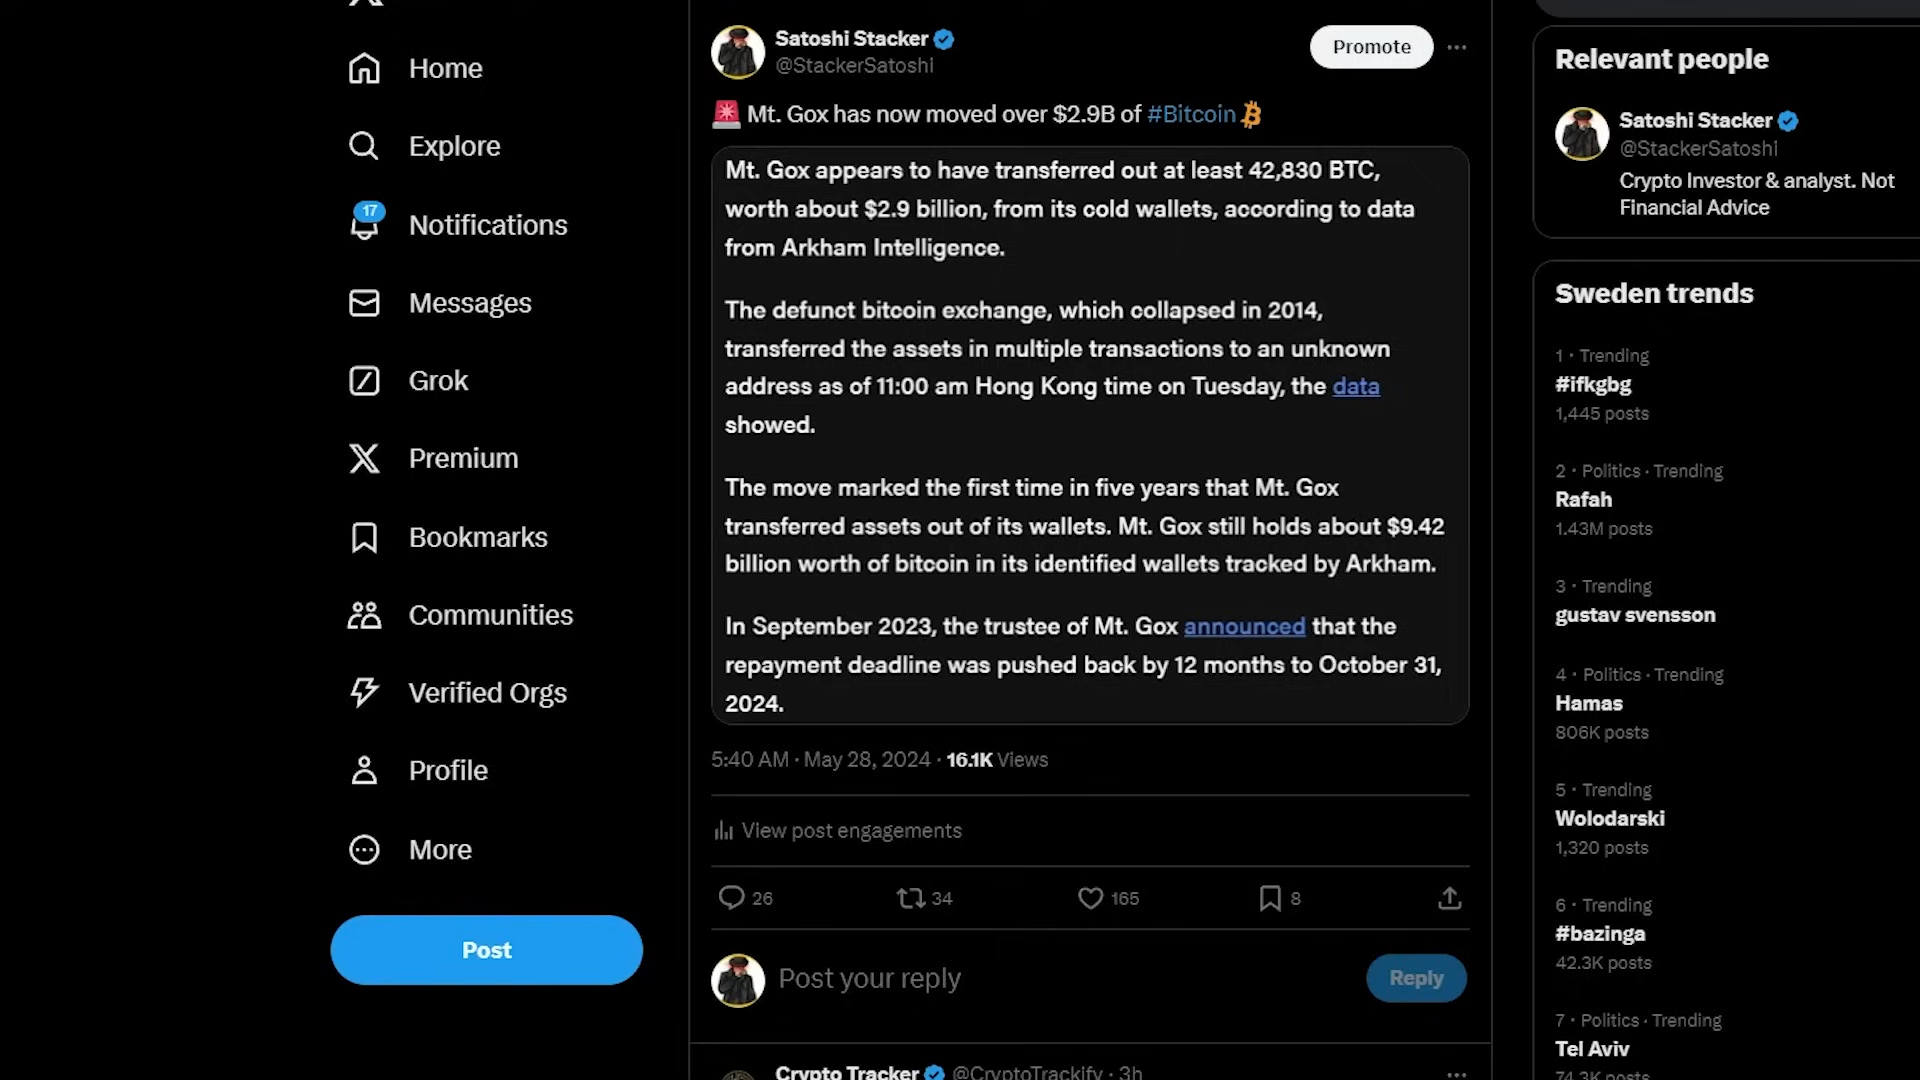 Home
Explore
17
Notifications
Messages
Grok
Premium
Bookmarks
Communities
Verified Orgs
Profile
More
Post
Satoshi Stacker
@StackerSatoshi
Promote
🚨 Mt. Gox has now moved over $2.9B of #Bitcoin
Mt. Gox appears to have transferred out at least 42,830 BTC,
worth about $2.9 billion, from its cold wallets, according to data
from Arkham Intelligence.
The defunct bitcoin exchange, which collapsed in 2014,
transferred the assets in multiple transactions to an unknown
address as of 11:00 am Hong Kong time on Tuesday, the data
showed.
The move marked the first time in five years that Mt. Gox
transferred assets out of its wallets. Mt. Gox still holds about $9.42
billion worth of bitcoin in its identified wallets tracked by Arkham.
In September 2023, the trustee of Mt. Gox announced that the
repayment deadline was pushed back by 12 months to October 31,
2024.
5:40 AM · May 28, 2024 · 16.1K Views
View post engagements
26 34 165 8
Post your reply
Reply
Crypto Tracker @CryptoTrackify · 3h
Relevant people
Satoshi Stacker
@StackerSatoshi
Crypto Investor & analyst. Not
Financial Advice
Sweden trends
1 · Trending
#ifkgbg
1,445 posts
2 · Politics · Trending
Rafah
1.43M posts
3 · Trending
gustav svensson
4 · Politics · Trending
Hamas
806K posts
5 · Trending
Wolodarski
1,320 posts
6 · Trending
#bazinga
42.3K posts
7 · Politics · Trending
Tel Aviv
74.3K posts